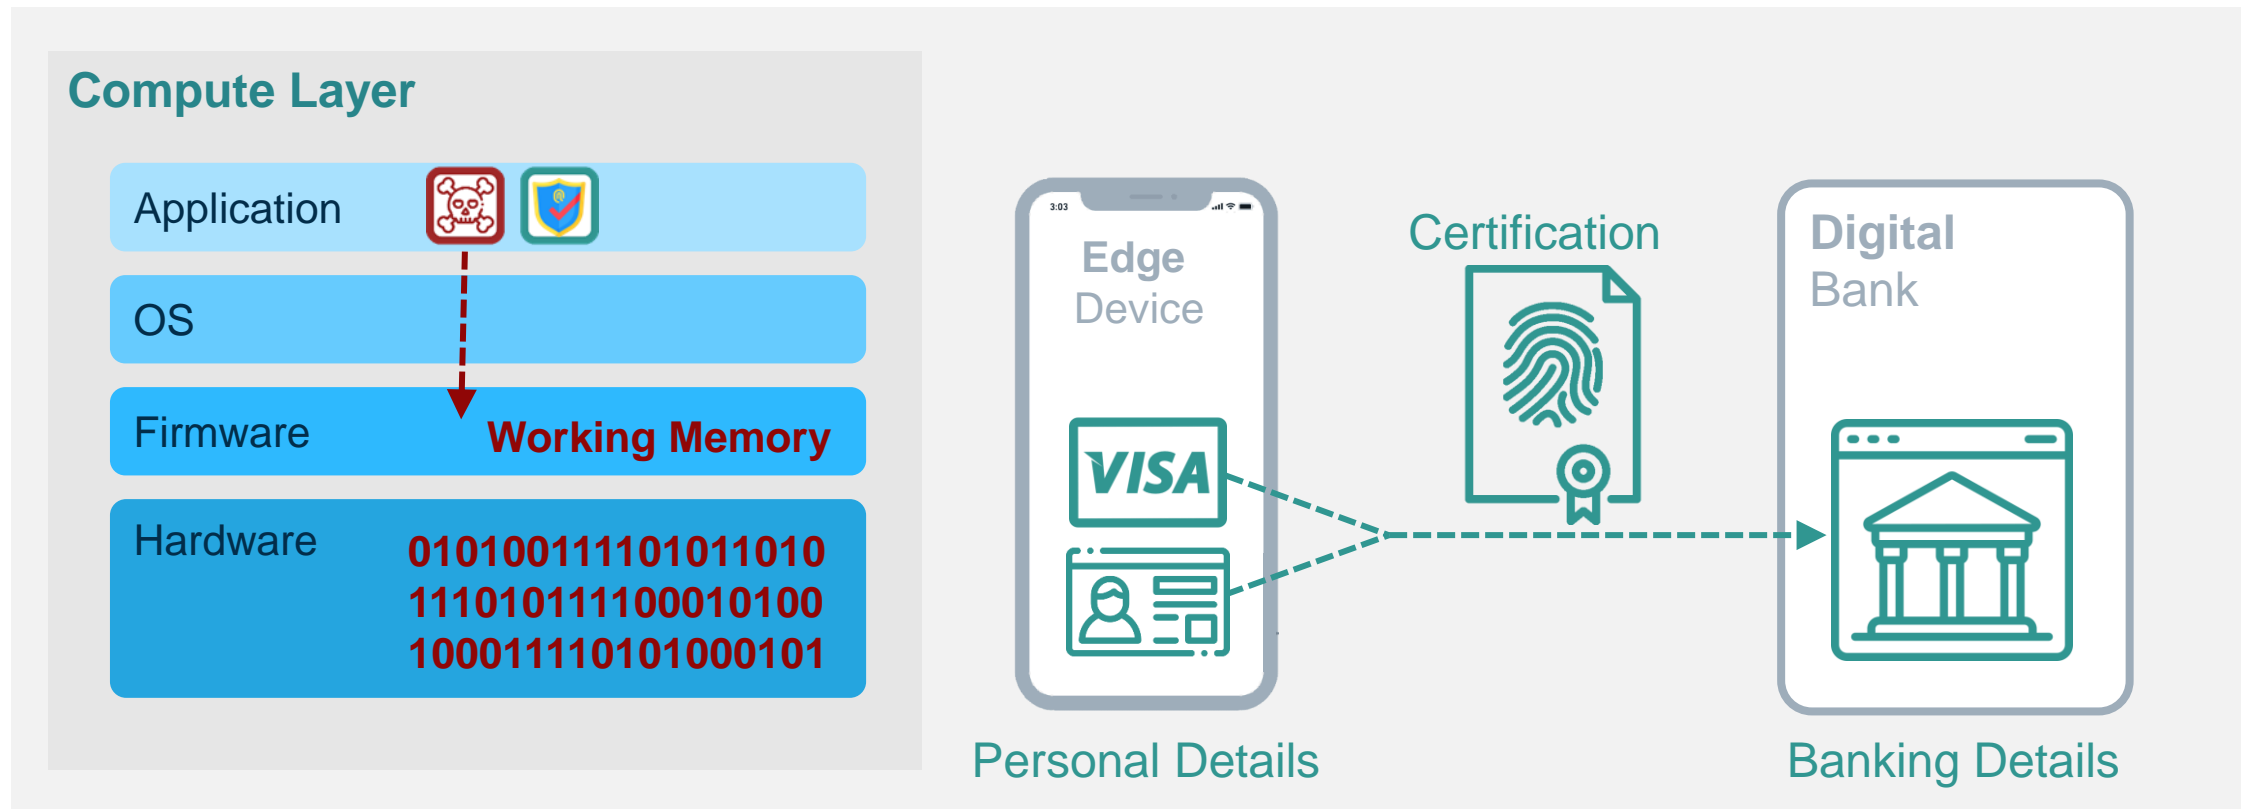 Compute Layer
Application
OS
Firmware
Working Memory
Hardware
010100111101011010
111010111100010100
100011110101000101
3:03
Edge
Device
VISA
Personal Details
Certification
Digital
Bank
Banking Details